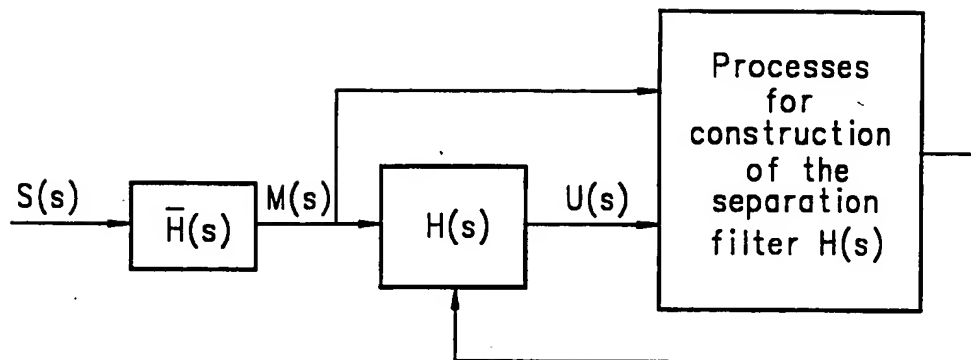 Processes
for
construction
of the
separation
filter H(s)
S(s)
H̅(s)
M(s)
H(s)
U(s)